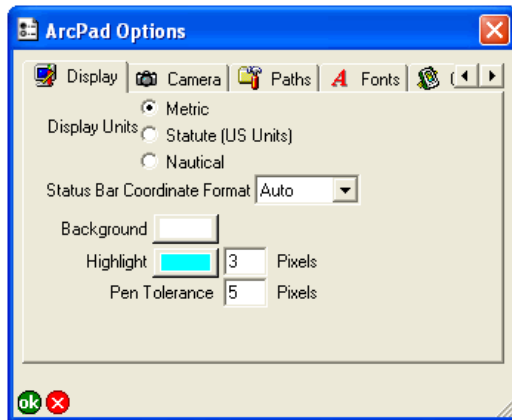 ArcPad Options
Display Camera Paths Fonts
Metric
Display Units
Statute (US Units)
Nautical
Status Bar Coordinate Format Auto
Background
Highlight 3 Pixels
Pen Tolerance 5 Pixels
ok